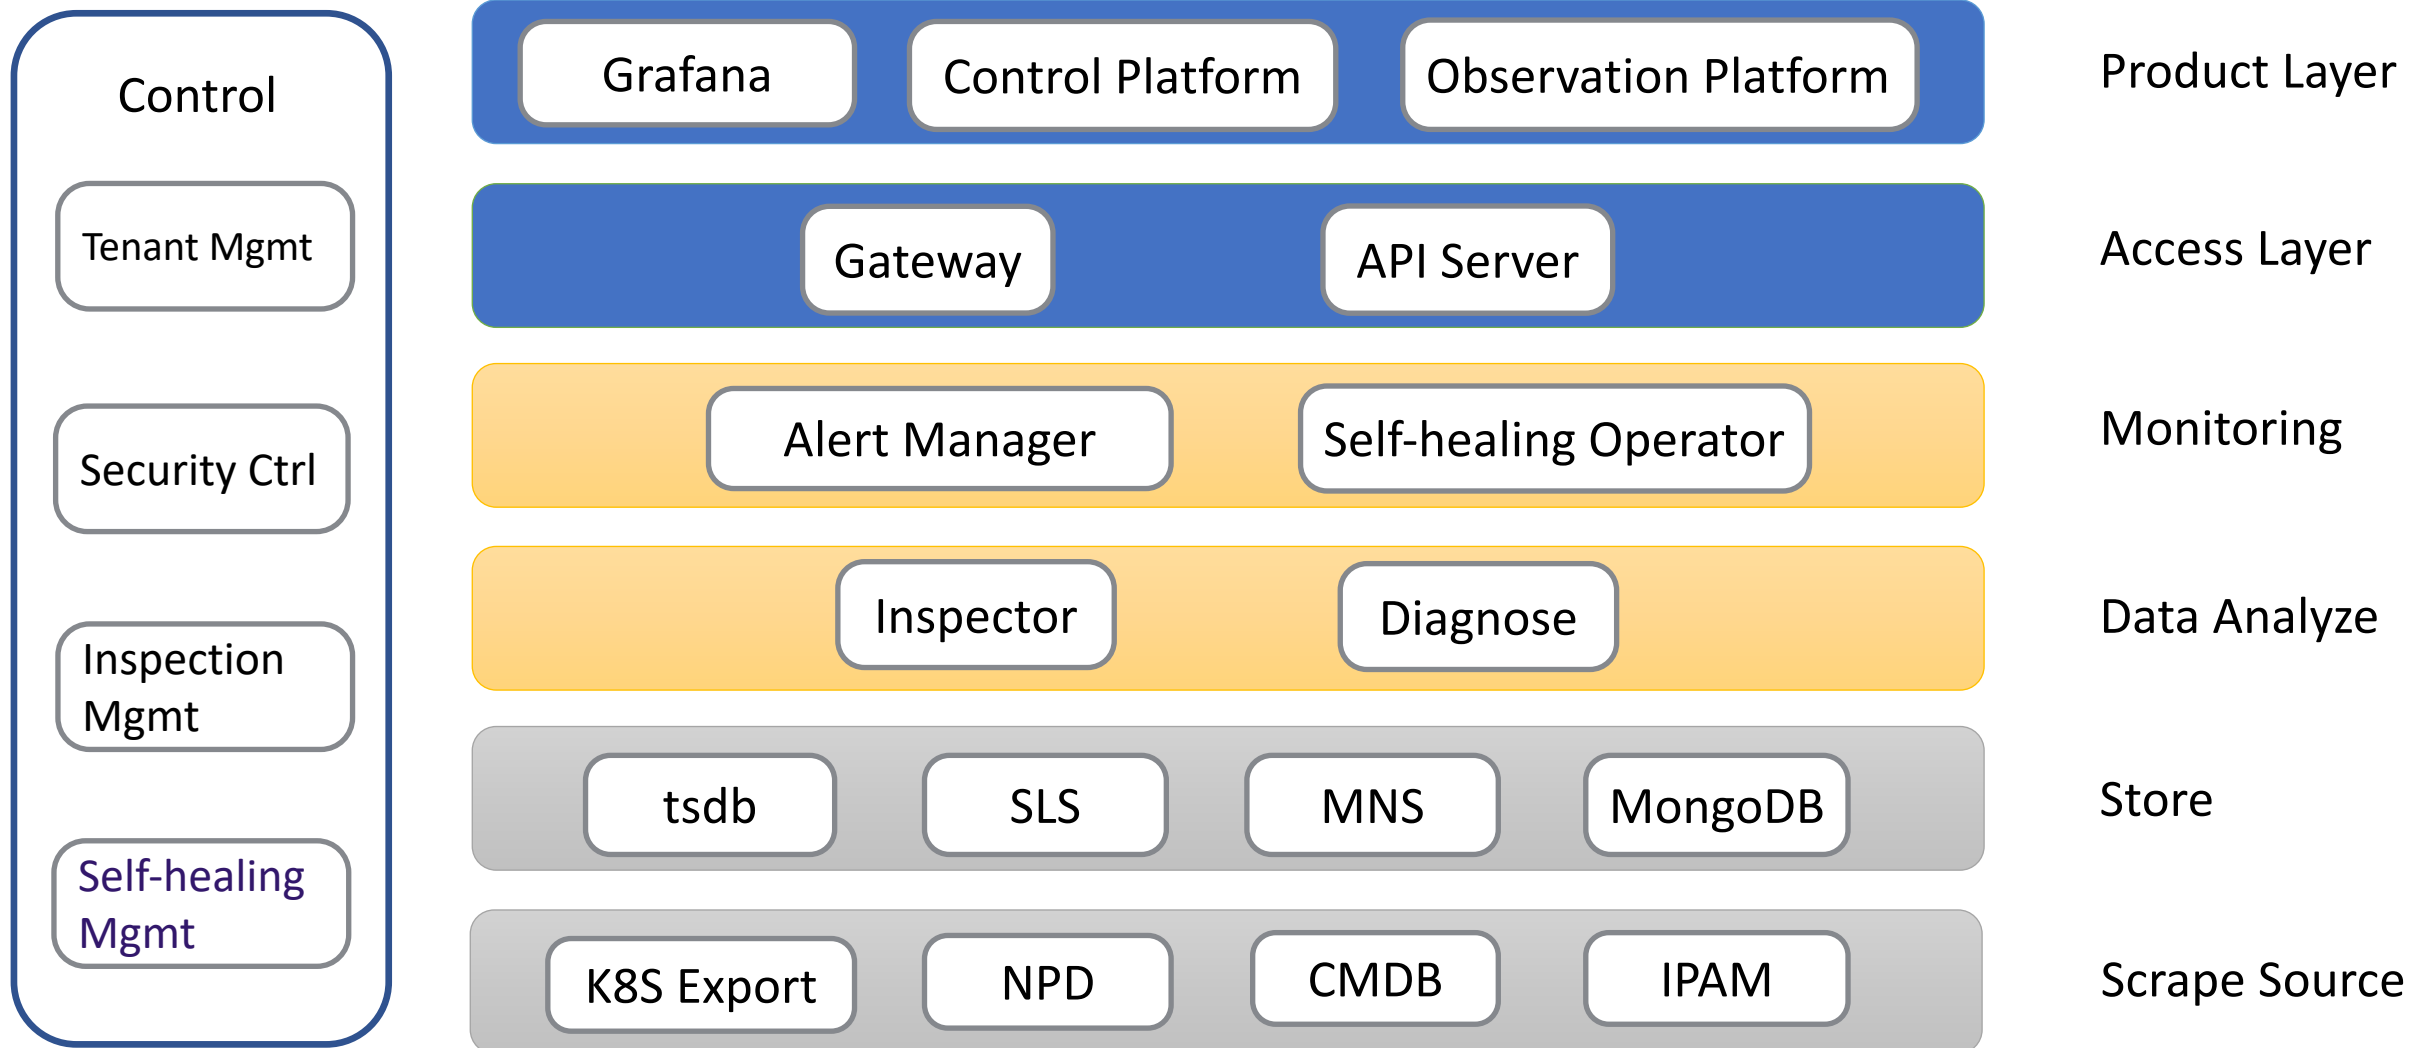 Control
Tenant Mgmt
Security Ctrl
Inspection
Mgmt
Self-healing
Mgmt
Grafana
Control Platform
Observation Platform
Product Layer
Gateway
API Server
Access Layer
Alert Manager
Self-healing Operator
Monitoring
Inspector
Diagnose
Data Analyze
tsdb
SLS
MNS
MongoDB
Store
K8S Export
NPD
CMDB
IPAM
Scrape Source